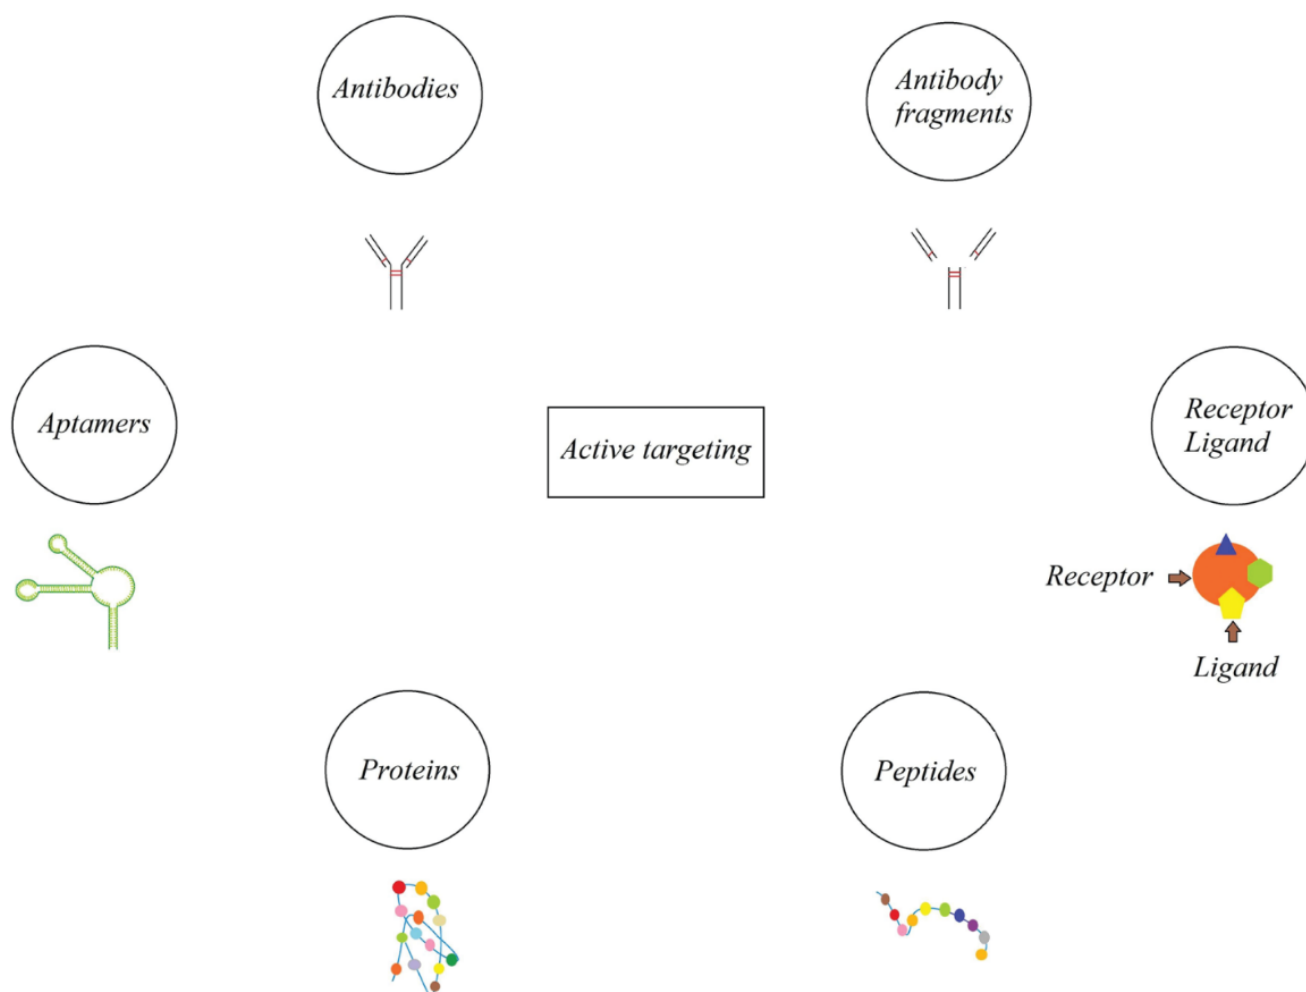 Antibodies
Antibody
fragments
Aptamers
Active targeting
Receptor
Ligand
Receptor
Ligand
Proteins
Peptides